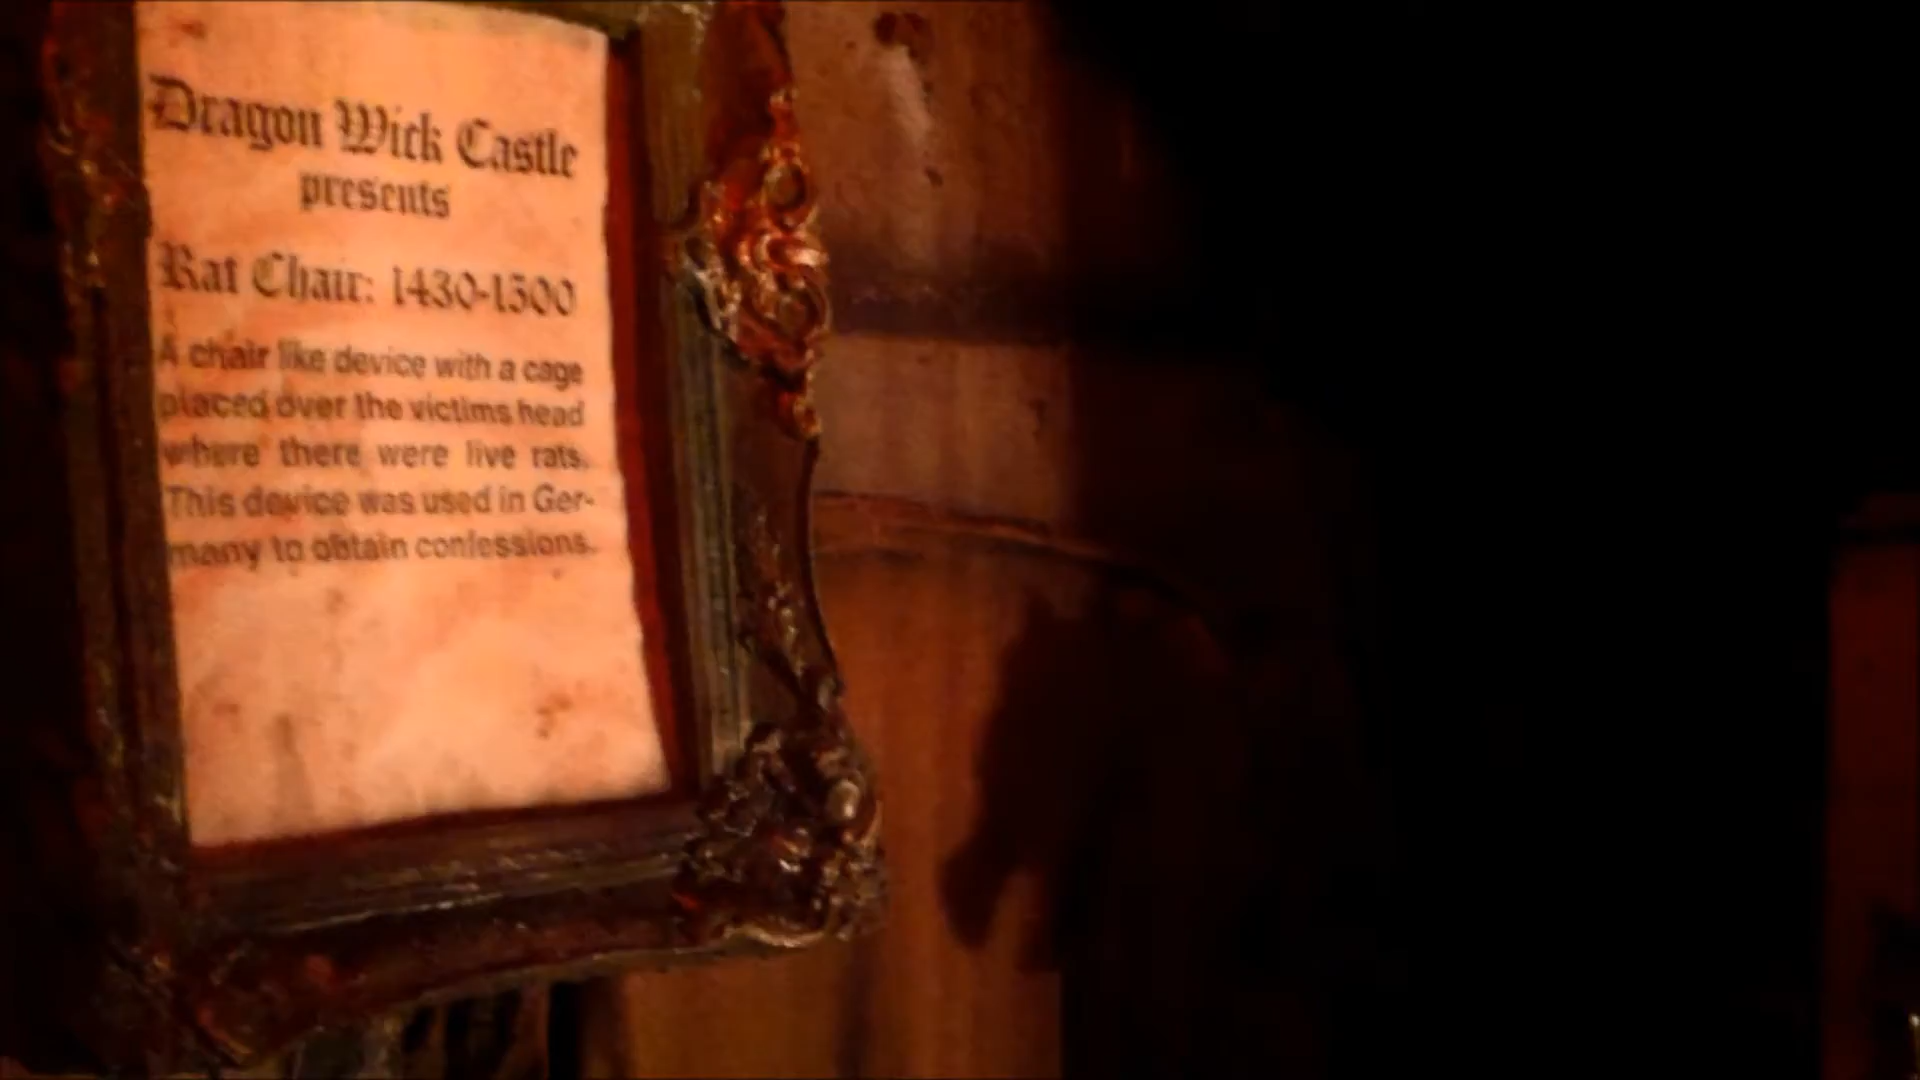 Dragon Wick Castle
presents
Rat Chair: 1430-1500
A chair like device with a cage
placed over the victims head
where there were live rats.
This device was used in Ger-
many to obtain confessions.